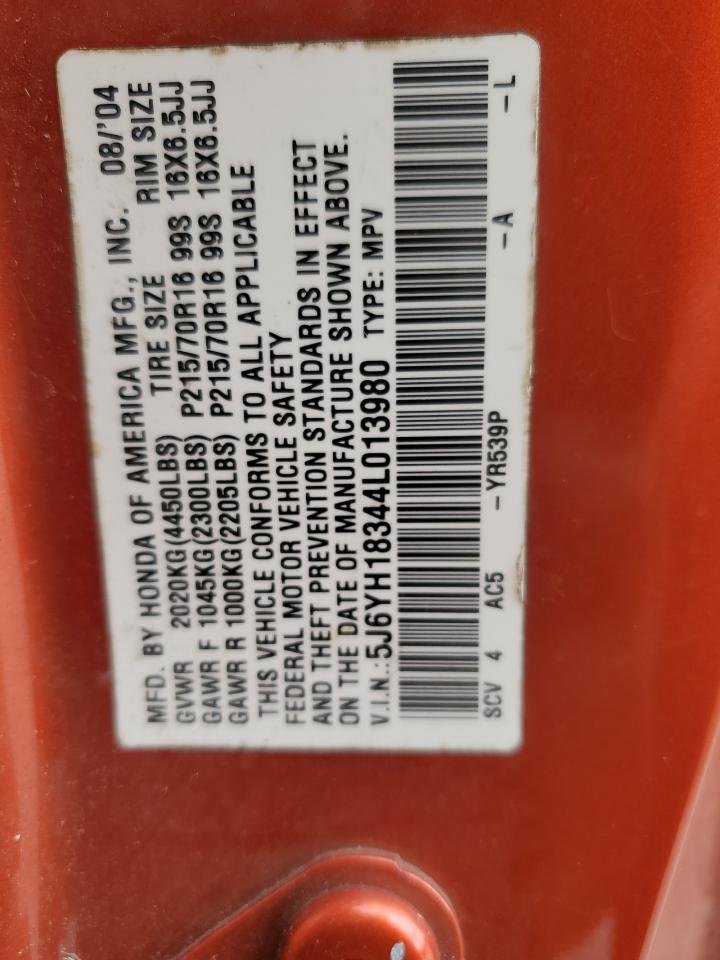 MFD. BY HONDA OF AMERICA MFG., INC. 08/'04
GVWR 2020KG(4450LBS) TIRE SIZE RIM SIZE
GAWR F 1045KG(2300LBS) P215/70R16 99S 16X6.5JJ
GAWR R 1000KG(2205LBS) P215/70R16 99S 16X6.5JJ
THIS VEHICLE CONFORMS TO ALL APPLICABLE
FEDERAL MOTOR VEHICLE SAFETY
AND THEFT PREVENTION STANDARDS IN EFFECT
ON THE DATE OF MANUFACTURE SHOWN ABOVE.
V.I.N.:5J6YH18344L013980 TYPE: MPV
SCV 4 AC5 –YR539P –A –L